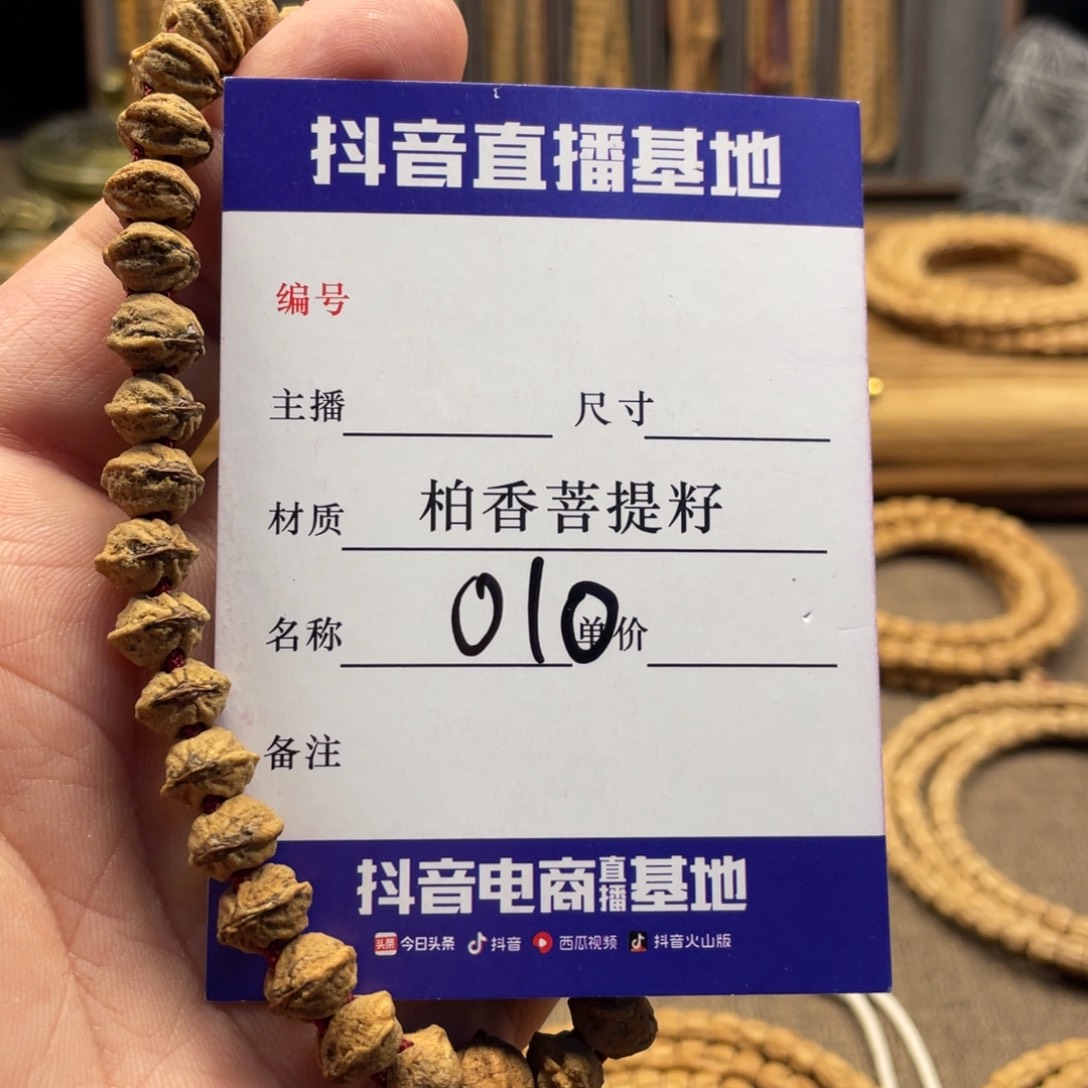 抖音直播基地
编号
主播 尺寸
材质 柏香菩提籽
名称 010 单价
备注
抖音电商直播基地
头条 今日头条 抖音 西瓜视频 抖音火山版